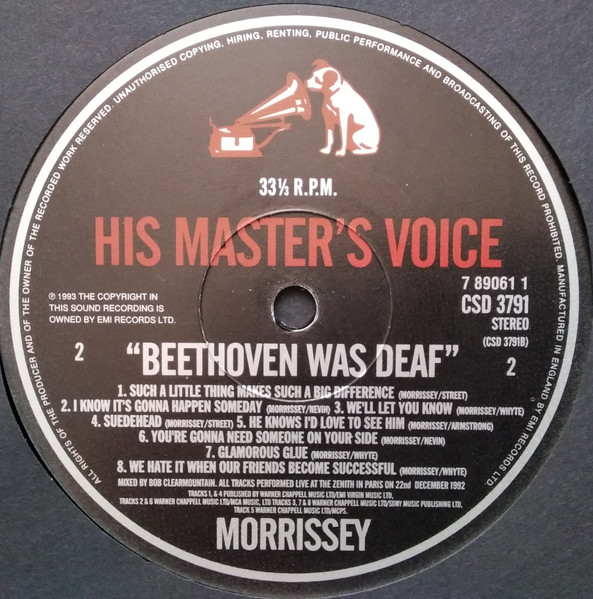 ALL RIGHTS OF THE PRODUCER AND OF THE OWNER OF THE RECORDED WORK RESERVED. UNAUTHORISED COPYING, HIRING, RENTING, PUBLIC PERFORMANCE AND BROADCASTING OF THIS RECORD PROHIBITED. MANUFACTURED IN ENGLAND BY EMI RECORDS LTD.
33⅓ R.P.M.
HIS MASTER'S VOICE
7 89061 1
CSD 3791
STEREO
(CSD 3791B)
℗ 1993 THE COPYRIGHT IN
THIS SOUND RECORDING IS
OWNED BY EMI RECORDS LTD.
2 “BEETHOVEN WAS DEAF” 2
1. SUCH A LITTLE THING MAKES SUCH A BIG DIFFERENCE (MORRISSEY/STREET)
2. I KNOW IT'S GONNA HAPPEN SOMEDAY (MORRISSEY/NEVIN) 3. WE'LL LET YOU KNOW (MORRISSEY/WHYTE)
4. SUEDEHEAD (MORRISSEY/STREET) 5. HE KNOWS I'D LOVE TO SEE HIM (MORRISSEY/ARMSTRONG)
6. YOU'RE GONNA NEED SOMEONE ON YOUR SIDE (MORRISSEY/NEVIN)
7. GLAMOROUS GLUE (MORRISSEY/WHYTE)
8. WE HATE IT WHEN OUR FRIENDS BECOME SUCCESSFUL (MORRISSEY/WHYTE)
MIXED BY BOB CLEARMOUNTAIN. ALL TRACKS PERFORMED LIVE AT THE ZENITH IN PARIS ON 22nd DECEMBER 1992
TRACKS 1, & 4 PUBLISHED BY WARNER CHAPPELL MUSIC LTD/EMI VIRGIN MUSIC LTD.
TRACKS 2 & 6 WARNER CHAPPELL MUSIC LTD/MCA MUSIC, LTD TRACKS 3, 7 & 8 WARNER CHAPPELL MUSIC LTD/SONY MUSIC PUBLISHING LTD,
TRACK 5 WARNER CHAPPELL MUSIC LTD/MCPS.
MORRISSEY